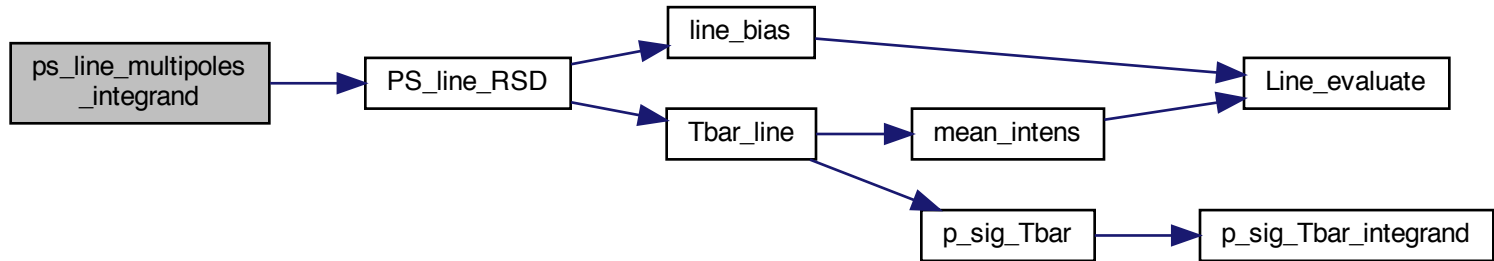 ps_line_multipoles
_integrand
PS_line_RSD
line_bias
Tbar_line
mean_intens
Line_evaluate
p_sig_Tbar
p_sig_Tbar_integrand